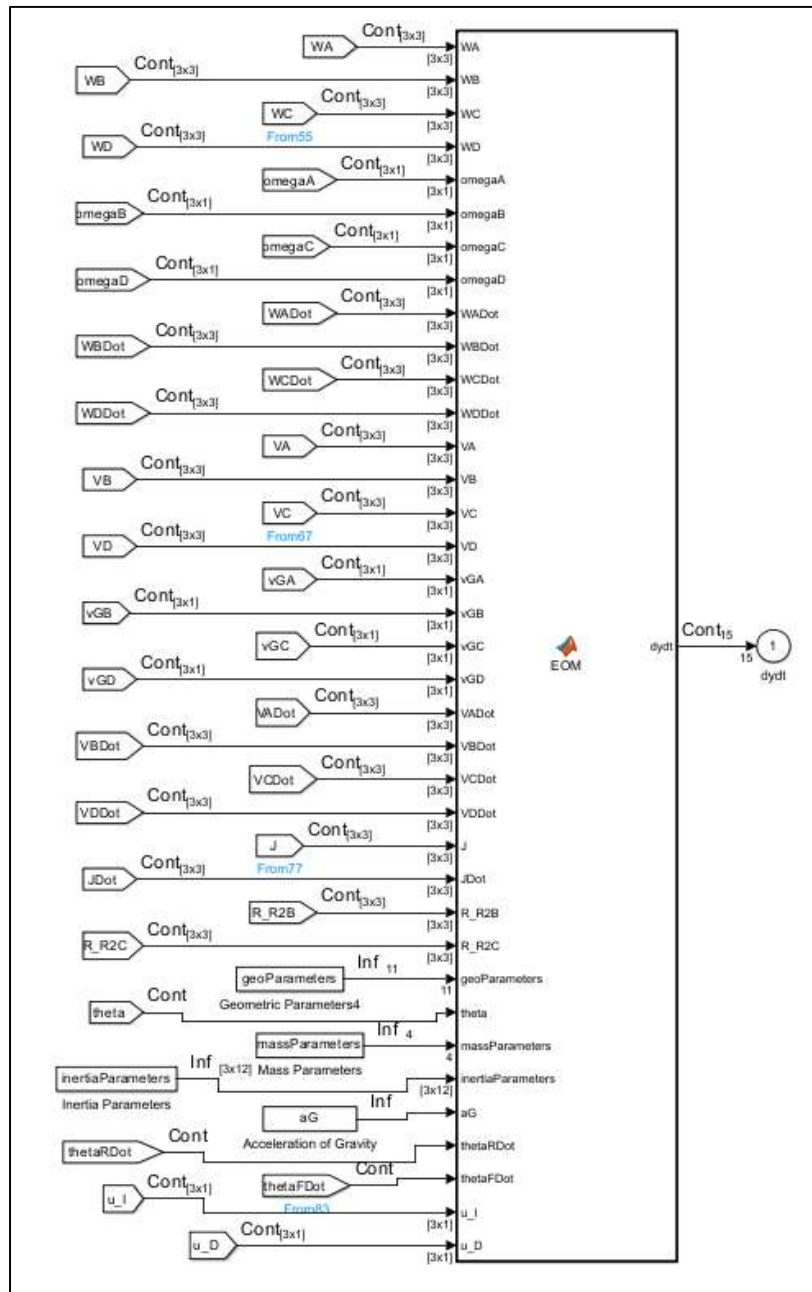 WA Cont[3x3] [3x3] WA
WB Cont[3x3] [3x3] WB
WC Cont[3x3] [3x3] WC
From55
WD Cont[3x3] [3x3] WD
omegaA Cont[3x1] [3x1] omegaA
omegaB Cont[3x1] [3x1] omegaB
omegaC Cont[3x1] [3x1] omegaC
omegaD Cont[3x1] [3x1] omegaD
WADot Cont[3x3] [3x3] WADot
WBDot Cont[3x3] [3x3] WBDot
WCDot Cont[3x3] [3x3] WCDot
WDDot Cont[3x3] [3x3] WDDot
VA Cont[3x3] [3x3] VA
VB Cont[3x3] [3x3] VB
VC Cont[3x3] [3x3] VC
From67
VD Cont[3x3] [3x3] VD
vGA Cont[3x1] [3x1] vGA
vGB Cont[3x1] [3x1] vGB
vGC Cont[3x1] [3x1] vGC
vGD Cont[3x1] [3x1] vGD
VADot Cont[3x3] [3x3] VADot
VBDot Cont[3x3] [3x3] VBDot
VCDot Cont[3x3] [3x3] VCDot
VDDot Cont[3x3] [3x3] VDDot
J Cont[3x3] [3x3] J
From77
JDot Cont[3x3] [3x3] JDot
R_R2B Cont[3x3] [3x3] R_R2B
R_R2C Cont[3x3] [3x3] R_R2C
geoParameters Inf 11 11 geoParameters
Geometric Parameters4
theta Cont theta
massParameters Inf 4 4 massParameters
Mass Parameters
inertiaParameters Inf [3x12] [3x12] inertiaParameters
Inertia Parameters
aG Inf aG
Acceleration of Gravity
thetaRDot Cont thetaRDot
thetaFDot Cont thetaFDot
From83
u_I Cont[3x1] [3x1] u_I
u_D Cont[3x1] [3x1] u_D
EOM
dydt Cont15 15 1
dydt